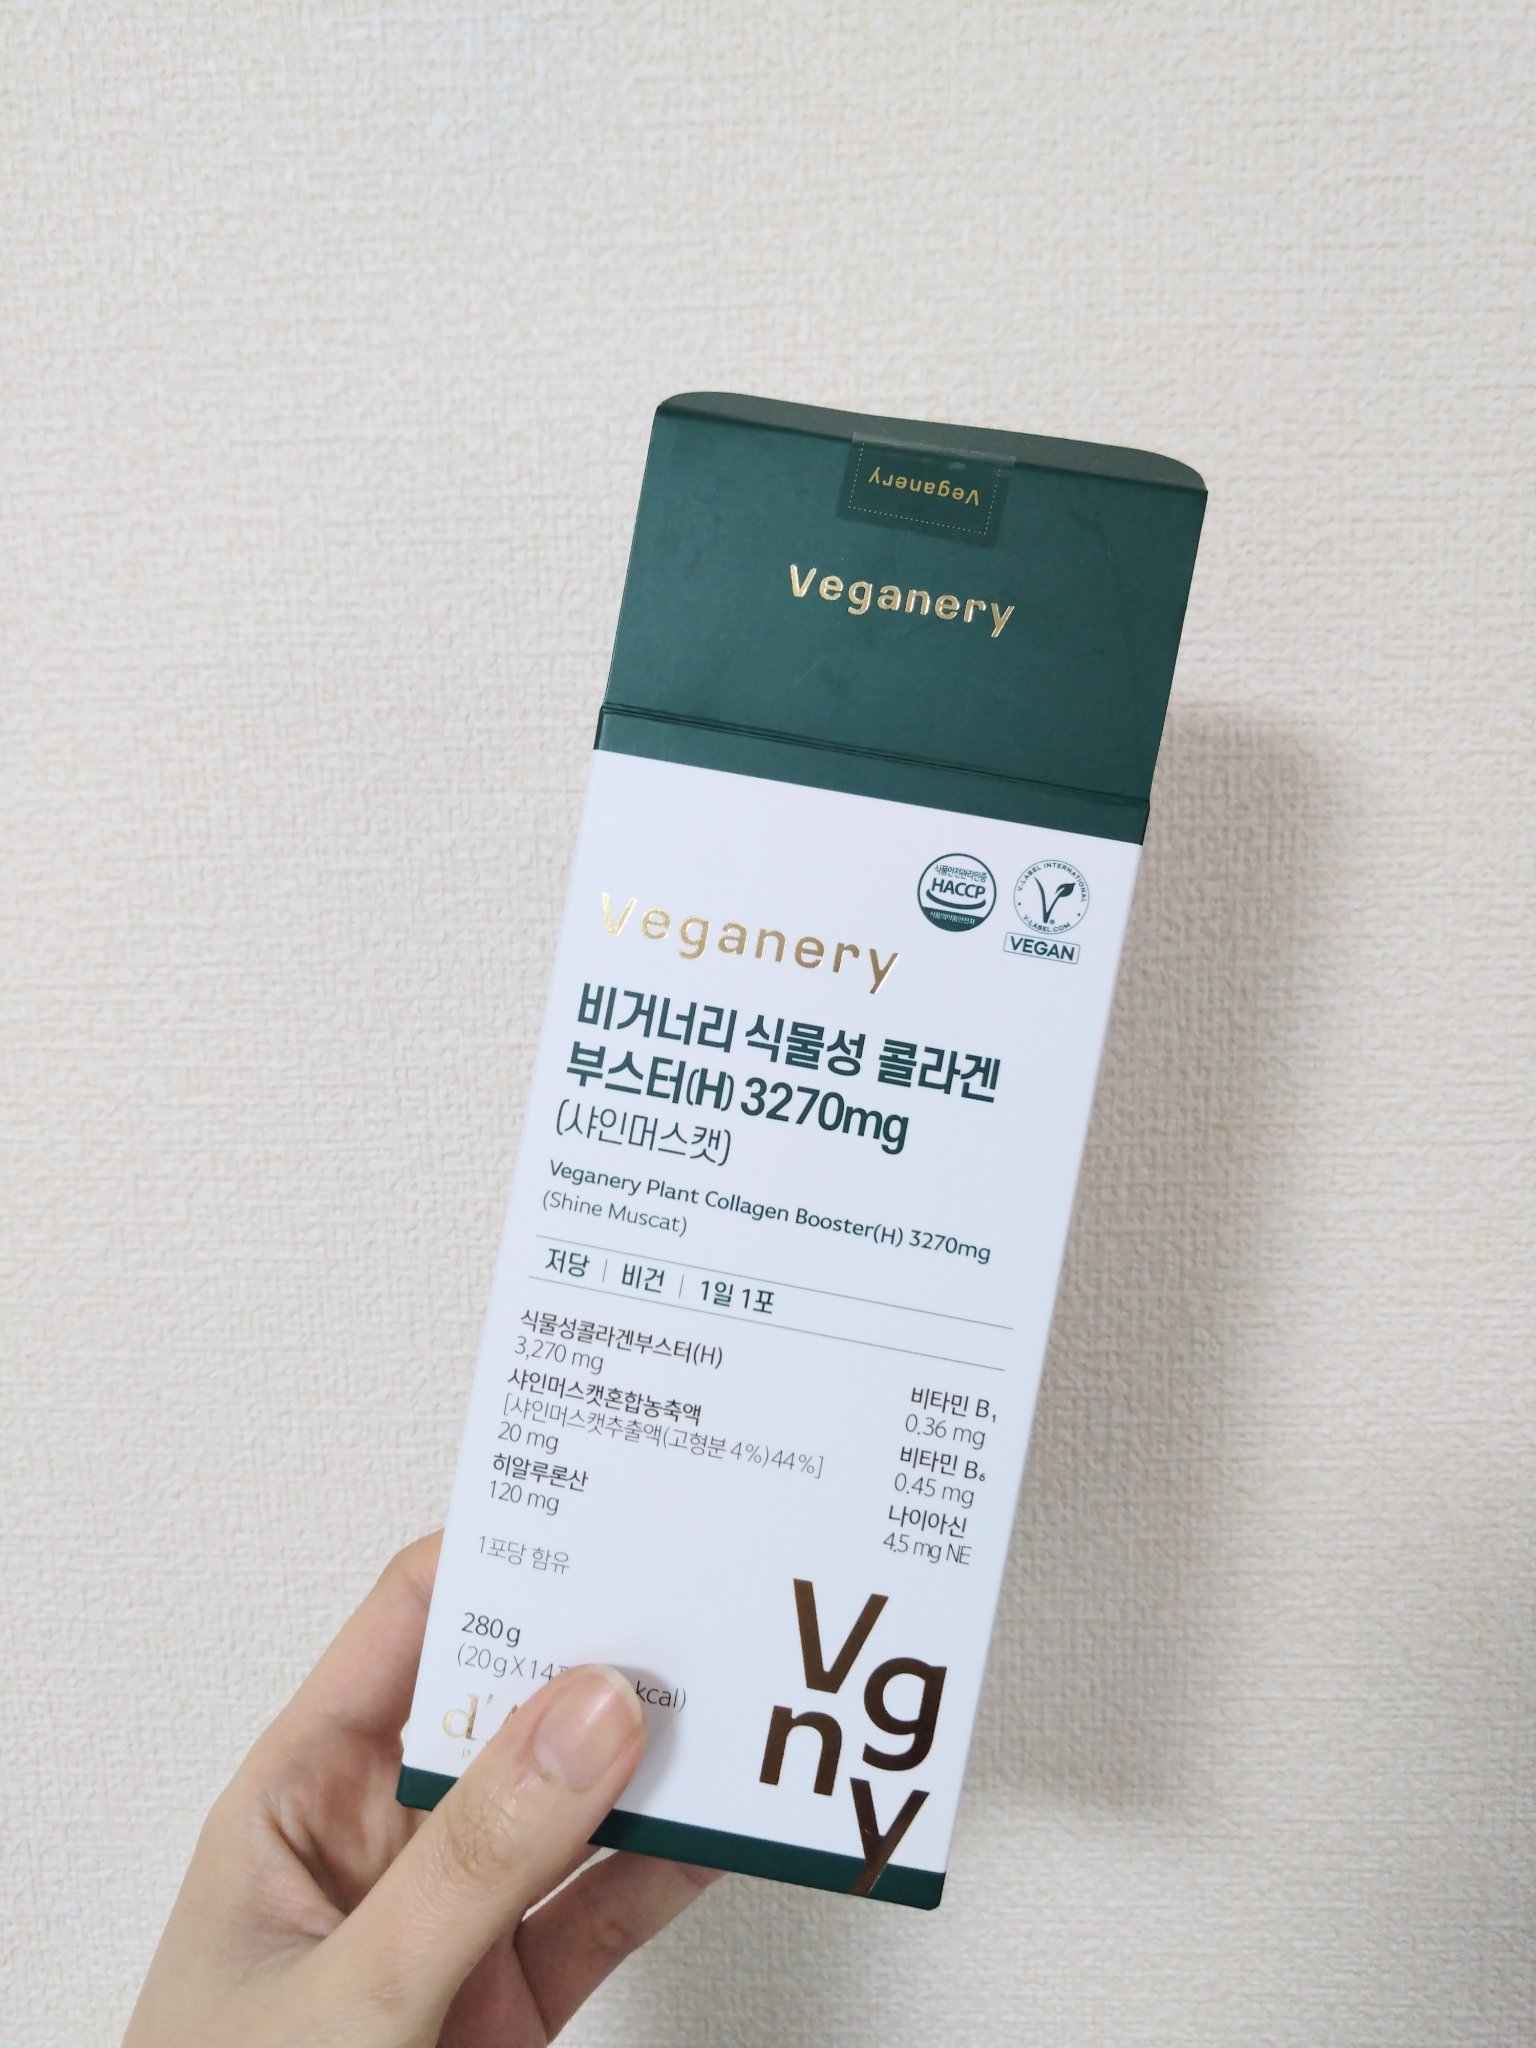 Veganery
Veganery
식품안전관리인증
HACCP
식품의약품안전처
V-LABEL INTERNATIONAL
V-LABEL.COM
VEGAN
Veganery
비거너리 식물성 콜라겐
부스터(H) 3270mg
(샤인머스캣)
Veganery Plant Collagen Booster(H) 3270mg
(Shine Muscat)
저당 | 비건 | 1일 1포
식물성콜라겐부스터(H)
3,270 mg
샤인머스캣혼합농축액
[샤인머스캣추출액(고형분 4%)44%]
20 mg
히알루론산
120 mg
1포당 함유
비타민 B₁
0.36 mg
비타민 B₆
0.45 mg
나이아신
4.5 mg NE
280g
(20gX14 kcal)
d'
Vg
ny